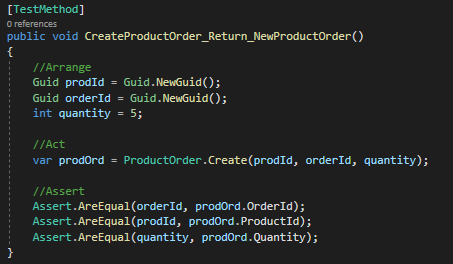 [TestMethod]
0 references
public void CreateProductOrder_Return_NewProductOrder()
{
//Arrange
Guid prodId = Guid.NewGuid();
Guid orderId = Guid.NewGuid();
int quantity = 5;
//Act
var prodOrd = ProductOrder.Create(prodId, orderId, quantity);
//Assert
Assert.AreEqual(orderId, prodOrd.OrderId);
Assert.AreEqual(prodId, prodOrd.ProductId);
Assert.AreEqual(quantity, prodOrd.Quantity);
}